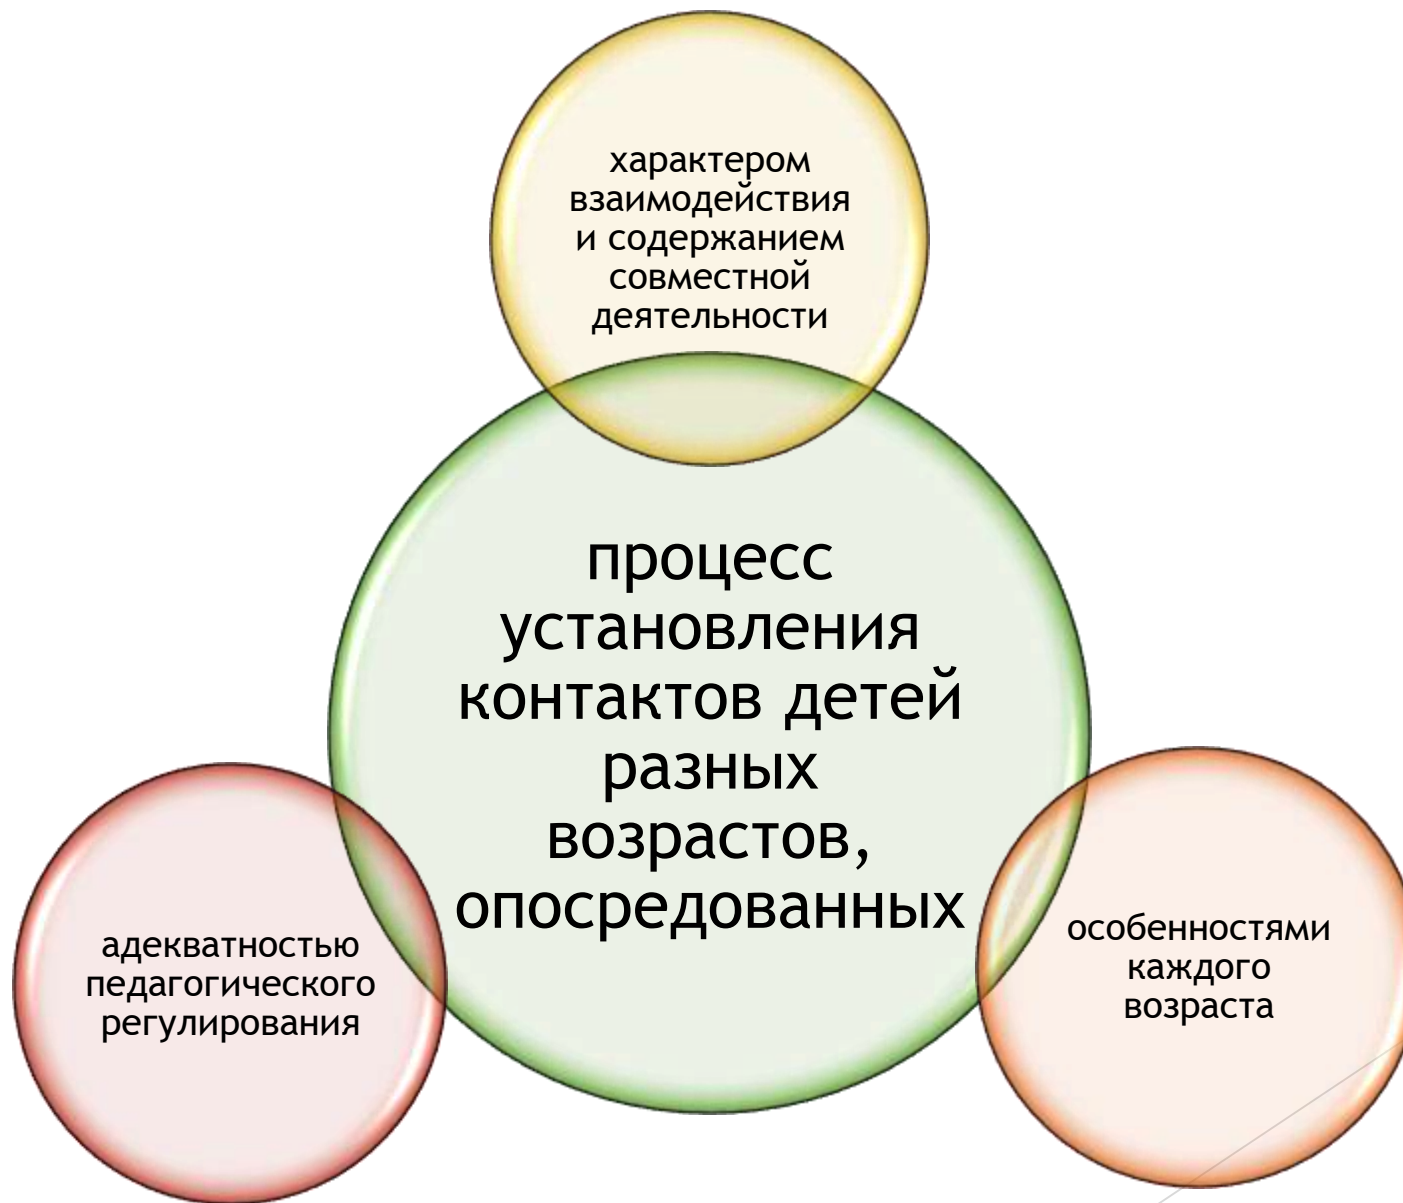 характером
взаимодействия
и содержанием
совместной
деятельности
процесс
установления
контактов детей
разных
возрастов,
опосредованных
адекватностью
педагогического
регулирования
особенностями
каждого
возраста